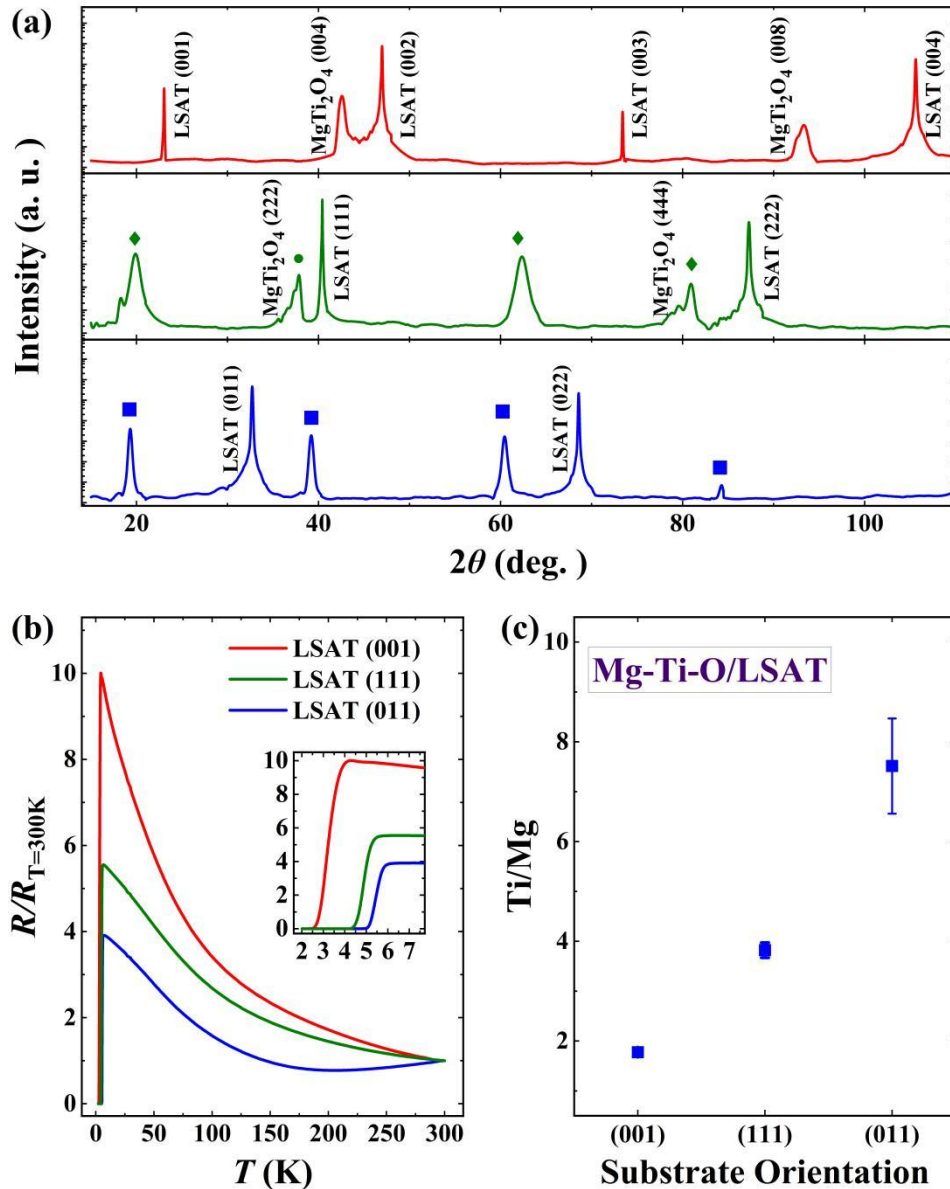 (a)
Intensity (a. u.)
LSAT (001)
MgTi₂O₄ (004)
LSAT (002)
LSAT (003)
MgTi₂O₄ (008)
LSAT (004)
MgTi₂O₄ (222)
LSAT (111)
MgTi₂O₄ (444)
LSAT (222)
LSAT (011)
LSAT (022)
20 40 60 80 100
2θ (deg. )
(b)
R/R_T=300K
10
8
6
4
2
0
LSAT (001)
LSAT (111)
LSAT (011)
10
8
6
4
2
0
2 3 4 5 6 7
0 50 100 150 200 250 300
T (K)
(c)
Ti/Mg
10
8
6
4
2
Mg-Ti-O/LSAT
(001) (111) (011)
Substrate Orientation